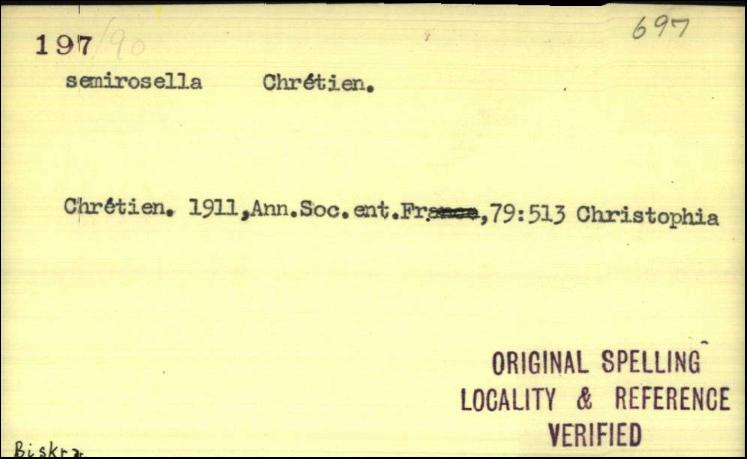 197/90 697
semirosella Chrétien.
Chrétien. 1911,Ann.Soc.ent.France,79:513 Christophia
ORIGINAL SPELLING
LOCALITY & REFERENCE
VERIFIED
Biskra